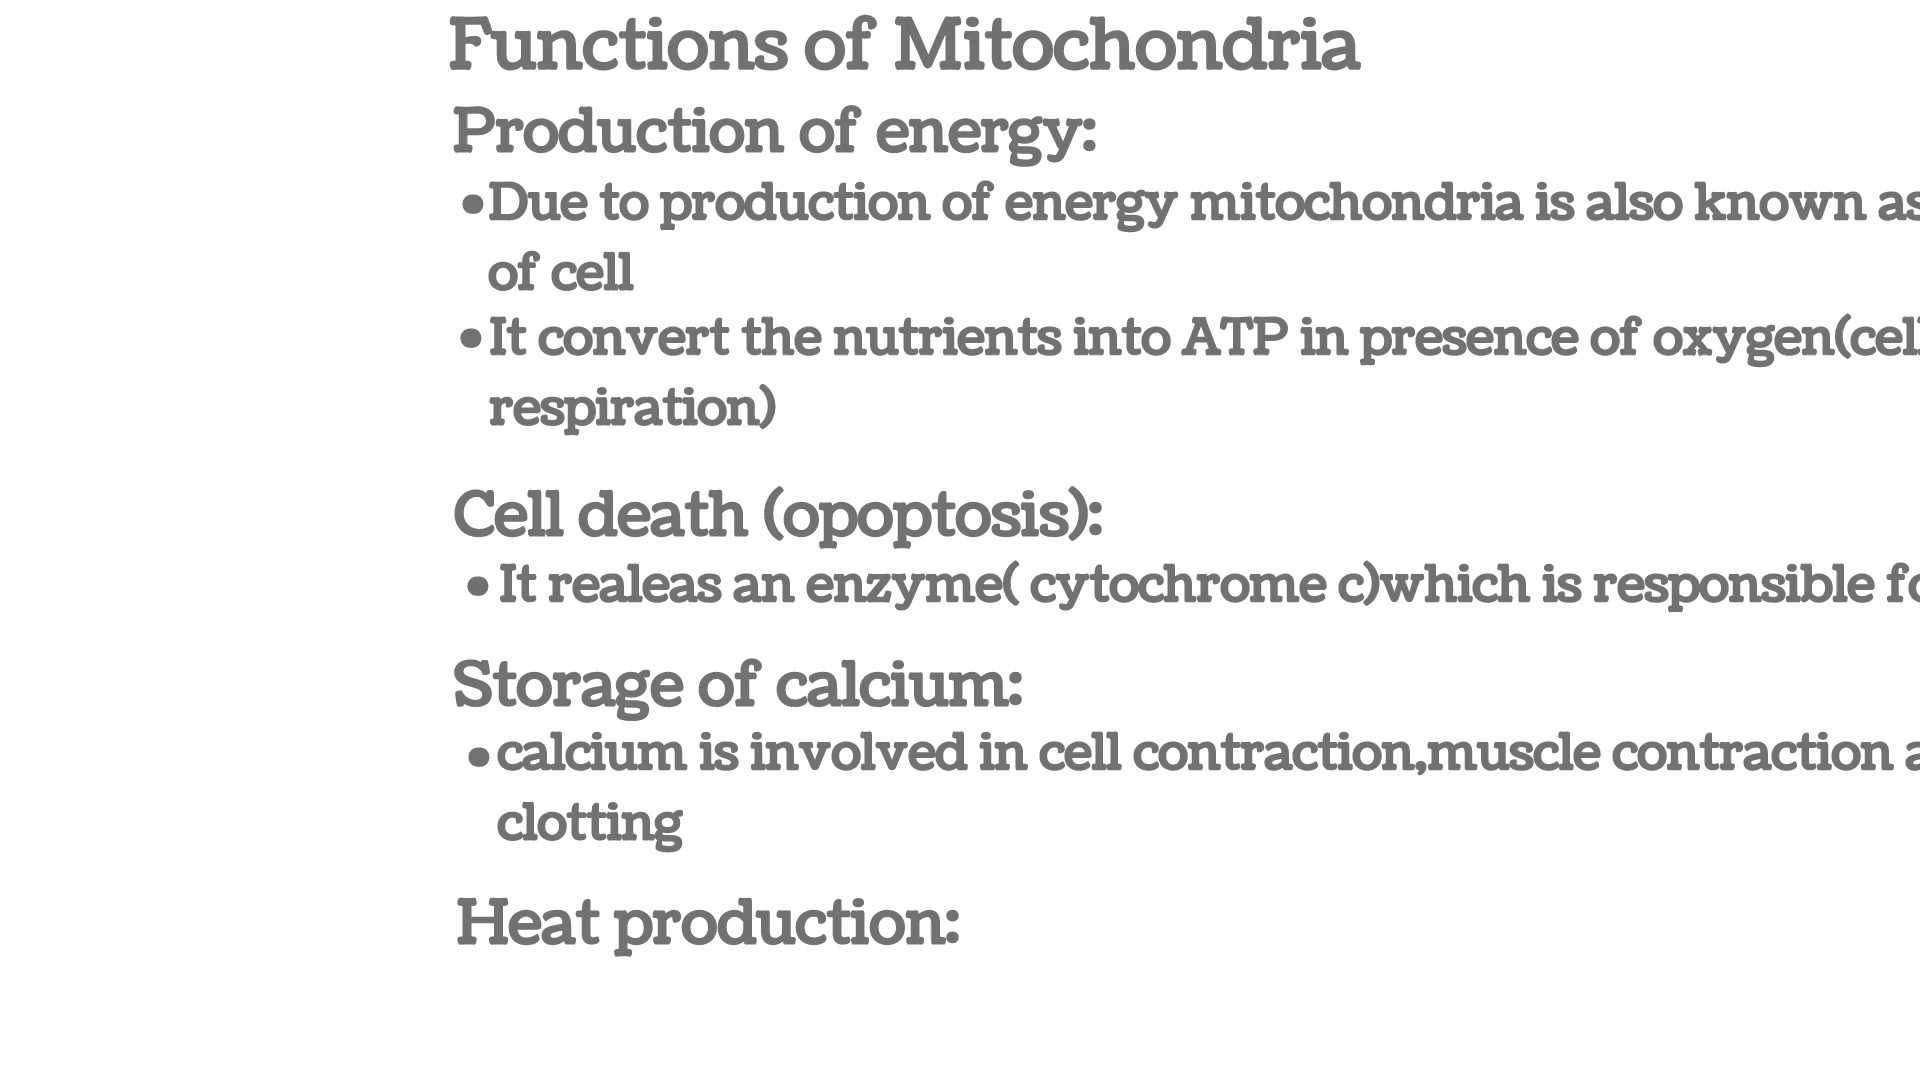 Functions of Mitochondria
Production of energy:
•Due to production of energy mitochondria is also known as
of cell
•It convert the nutrients into ATP in presence of oxygen(cell
respiration)
Cell death (opoptosis):
• It realeas an enzyme( cytochrome c)which is responsible
Storage of calcium:
•calcium is involved in cell contraction,muscle contraction
clotting
Heat production: